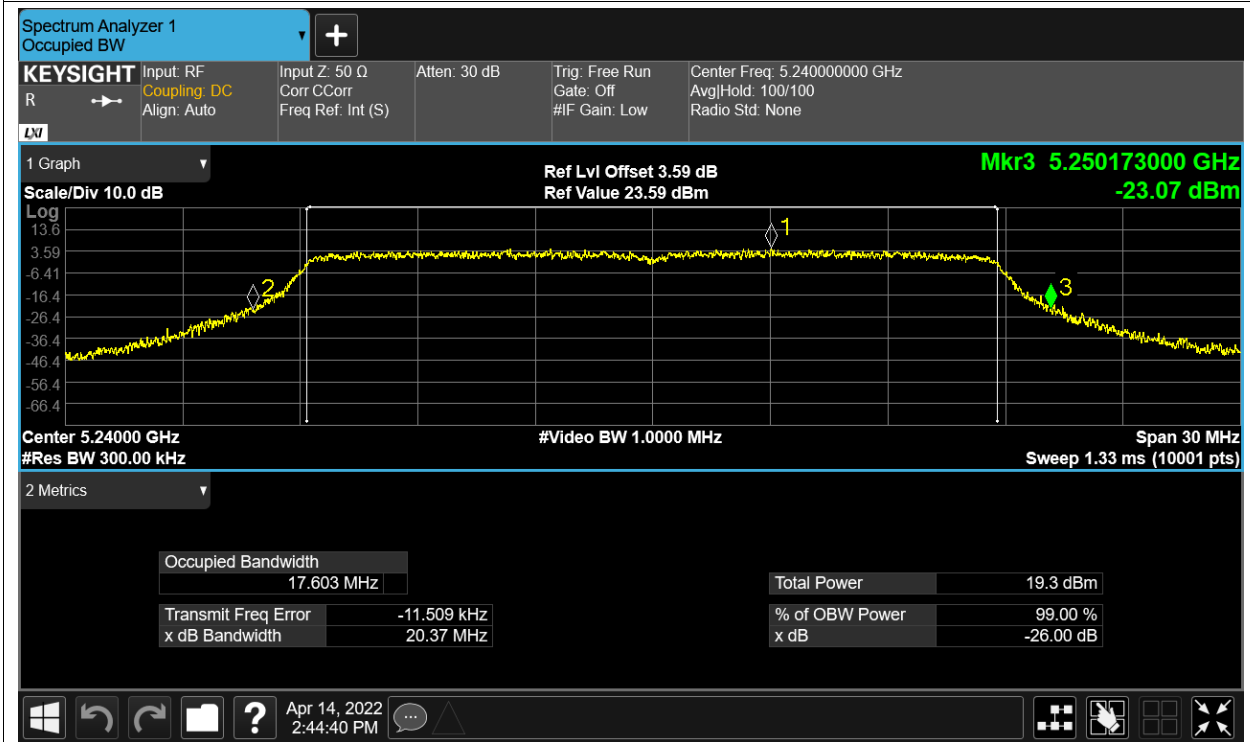 Spectrum Analyzer 1
Occupied BW
KEYSIGHT
R
LXI
Input: RF
Coupling: DC
Align: Auto
Input Z: 50 Ω
Corr CCorr
Freq Ref: Int (S)
Atten: 30 dB
Trig: Free Run
Gate: Off
#IF Gain: Low
Center Freq: 5.240000000 GHz
Avg|Hold: 100/100
Radio Std: None
1 Graph
Scale/Div 10.0 dB
Ref Lvl Offset 3.59 dB
Ref Value 23.59 dBm
Mkr3 5.250173000 GHz
-23.07 dBm
Log
13.6
3.59
-6.41
-16.4
-26.4
-36.4
-46.4
-56.4
-66.4
1
2
3
Center 5.24000 GHz
#Res BW 300.00 kHz
#Video BW 1.0000 MHz
Span 30 MHz
Sweep 1.33 ms (10001 pts)
2 Metrics
Occupied Bandwidth
17.603 MHz
Transmit Freq Error -11.509 kHz
x dB Bandwidth 20.37 MHz
Total Power 19.3 dBm
% of OBW Power 99.00 %
x dB -26.00 dB
?
Apr 14, 2022
2:44:40 PM